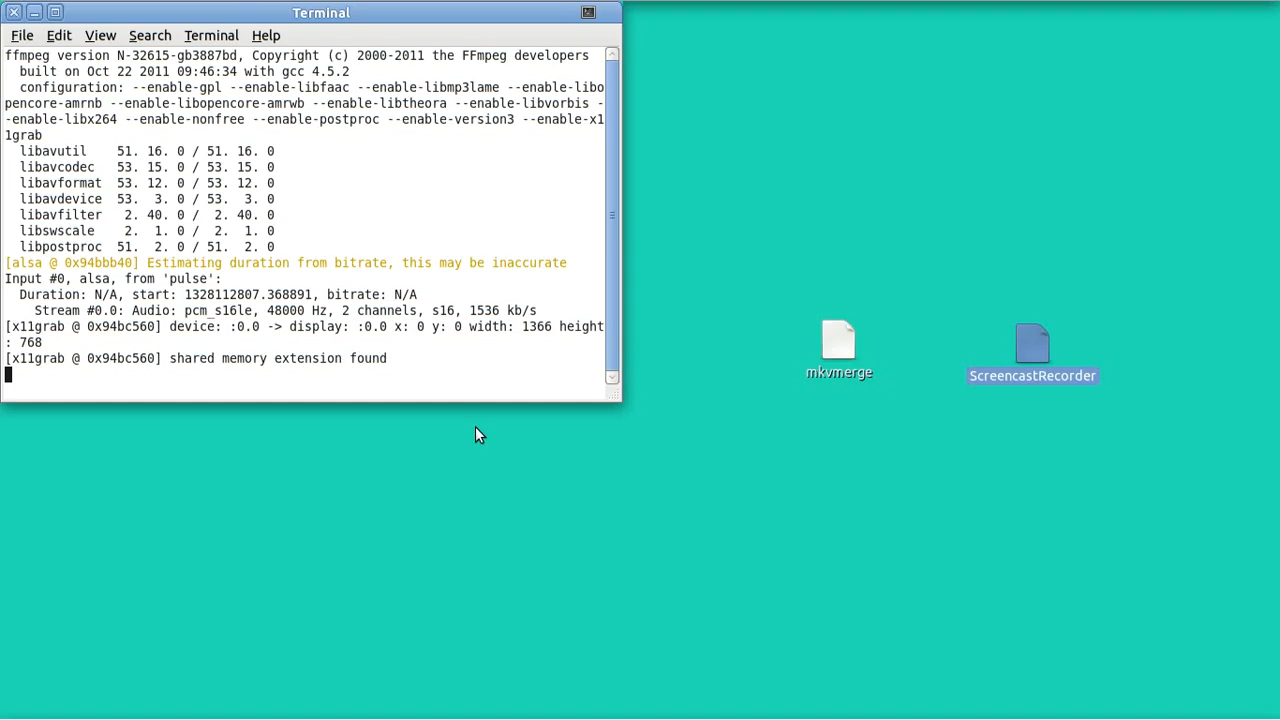 Terminal
File Edit View Search Terminal Help
ffmpeg version N-32615-gb3887bd, Copyright (c) 2000-2011 the FFmpeg developers
  built on Oct 22 2011 09:46:34 with gcc 4.5.2
  configuration: --enable-gpl --enable-libfaac --enable-libmp3lame --enable-libo
pencore-amrnb --enable-libopencore-amrwb --enable-libtheora --enable-libvorbis -
-enable-libx264 --enable-nonfree --enable-postproc --enable-version3 --enable-x1
1grab
  libavutil    51. 16. 0 / 51. 16. 0
  libavcodec   53. 15. 0 / 53. 15. 0
  libavformat  53. 12. 0 / 53. 12. 0
  libavdevice  53.  3. 0 / 53.  3. 0
  libavfilter   2. 40. 0 /  2. 40. 0
  libswscale    2.  1. 0 /  2.  1. 0
  libpostproc  51.  2. 0 / 51.  2. 0
[alsa @ 0x94bbb40] Estimating duration from bitrate, this may be inaccurate
Input #0, alsa, from 'pulse':
  Duration: N/A, start: 1328112807.368891, bitrate: N/A
    Stream #0.0: Audio: pcm_s16le, 48000 Hz, 2 channels, s16, 1536 kb/s
[x11grab @ 0x94bc560] device: :0.0 -> display: :0.0 x: 0 y: 0 width: 1366 height
: 768
[x11grab @ 0x94bc560] shared memory extension found
mkvmerge
ScreencastRecorder